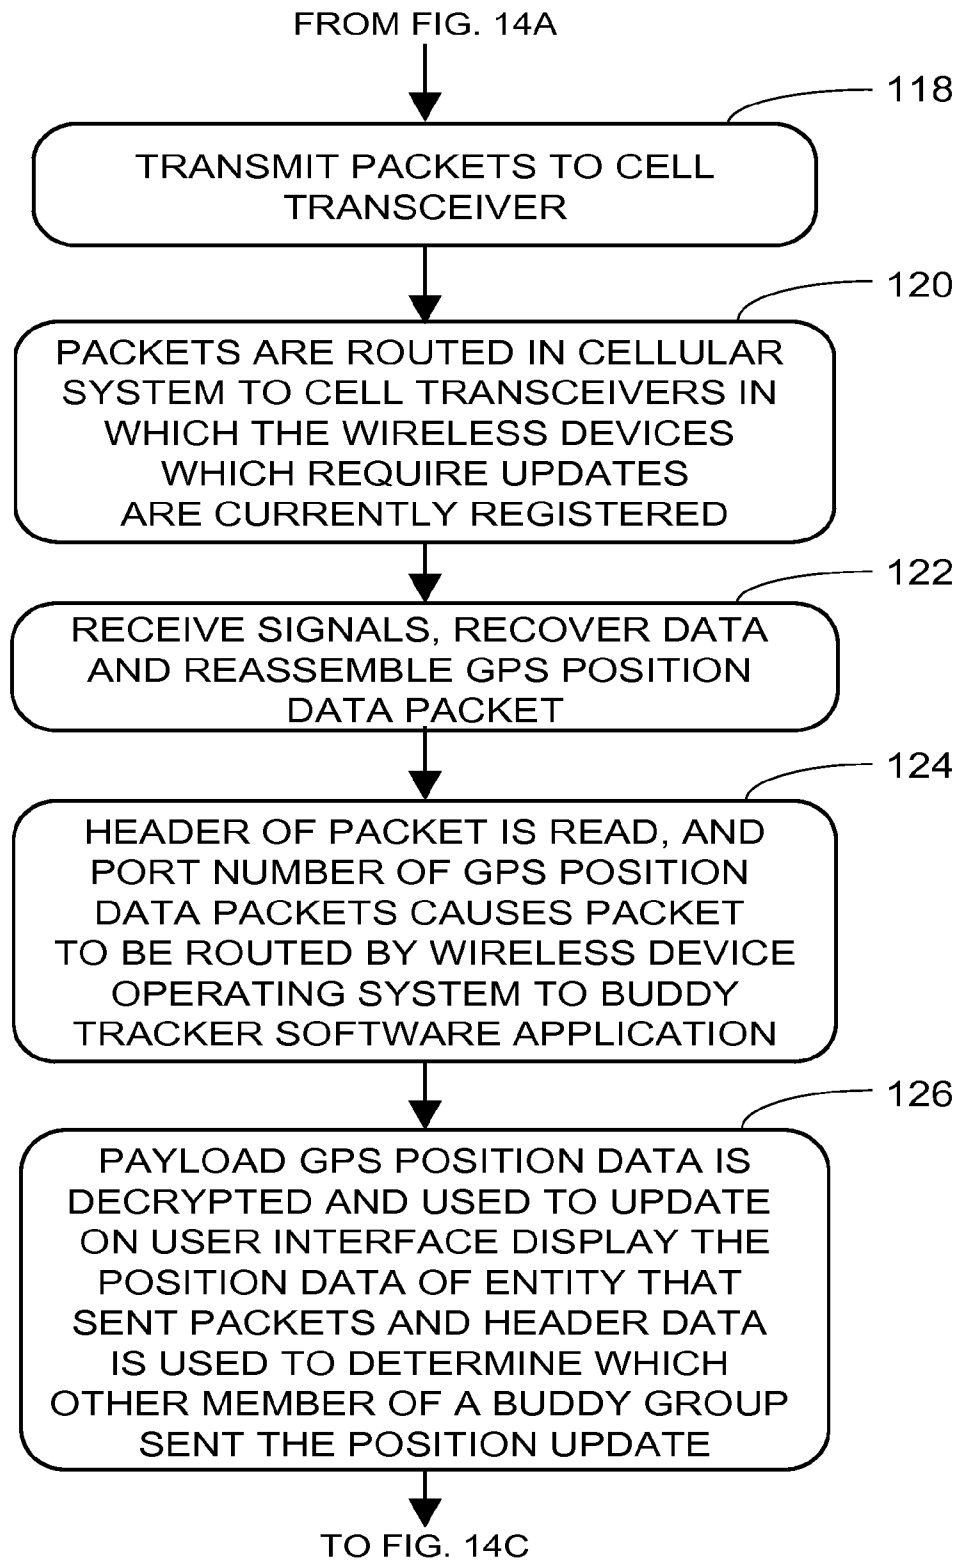 FROM FIG. 14A
118
TRANSMIT PACKETS TO CELL
TRANSCEIVER
120
PACKETS ARE ROUTED IN CELLULAR
SYSTEM TO CELL TRANSCEIVERS IN
WHICH THE WIRELESS DEVICES
WHICH REQUIRE UPDATES
ARE CURRENTLY REGISTERED
122
RECEIVE SIGNALS, RECOVER DATA
AND REASSEMBLE GPS POSITION
DATA PACKET
124
HEADER OF PACKET IS READ, AND
PORT NUMBER OF GPS POSITION
DATA PACKETS CAUSES PACKET
TO BE ROUTED BY WIRELESS DEVICE
OPERATING SYSTEM TO BUDDY
TRACKER SOFTWARE APPLICATION
126
PAYLOAD GPS POSITION DATA IS
DECRYPTED AND USED TO UPDATE
ON USER INTERFACE DISPLAY THE
POSITION DATA OF ENTITY THAT
SENT PACKETS AND HEADER DATA
IS USED TO DETERMINE WHICH
OTHER MEMBER OF A BUDDY GROUP
SENT THE POSITION UPDATE
TO FIG. 14C